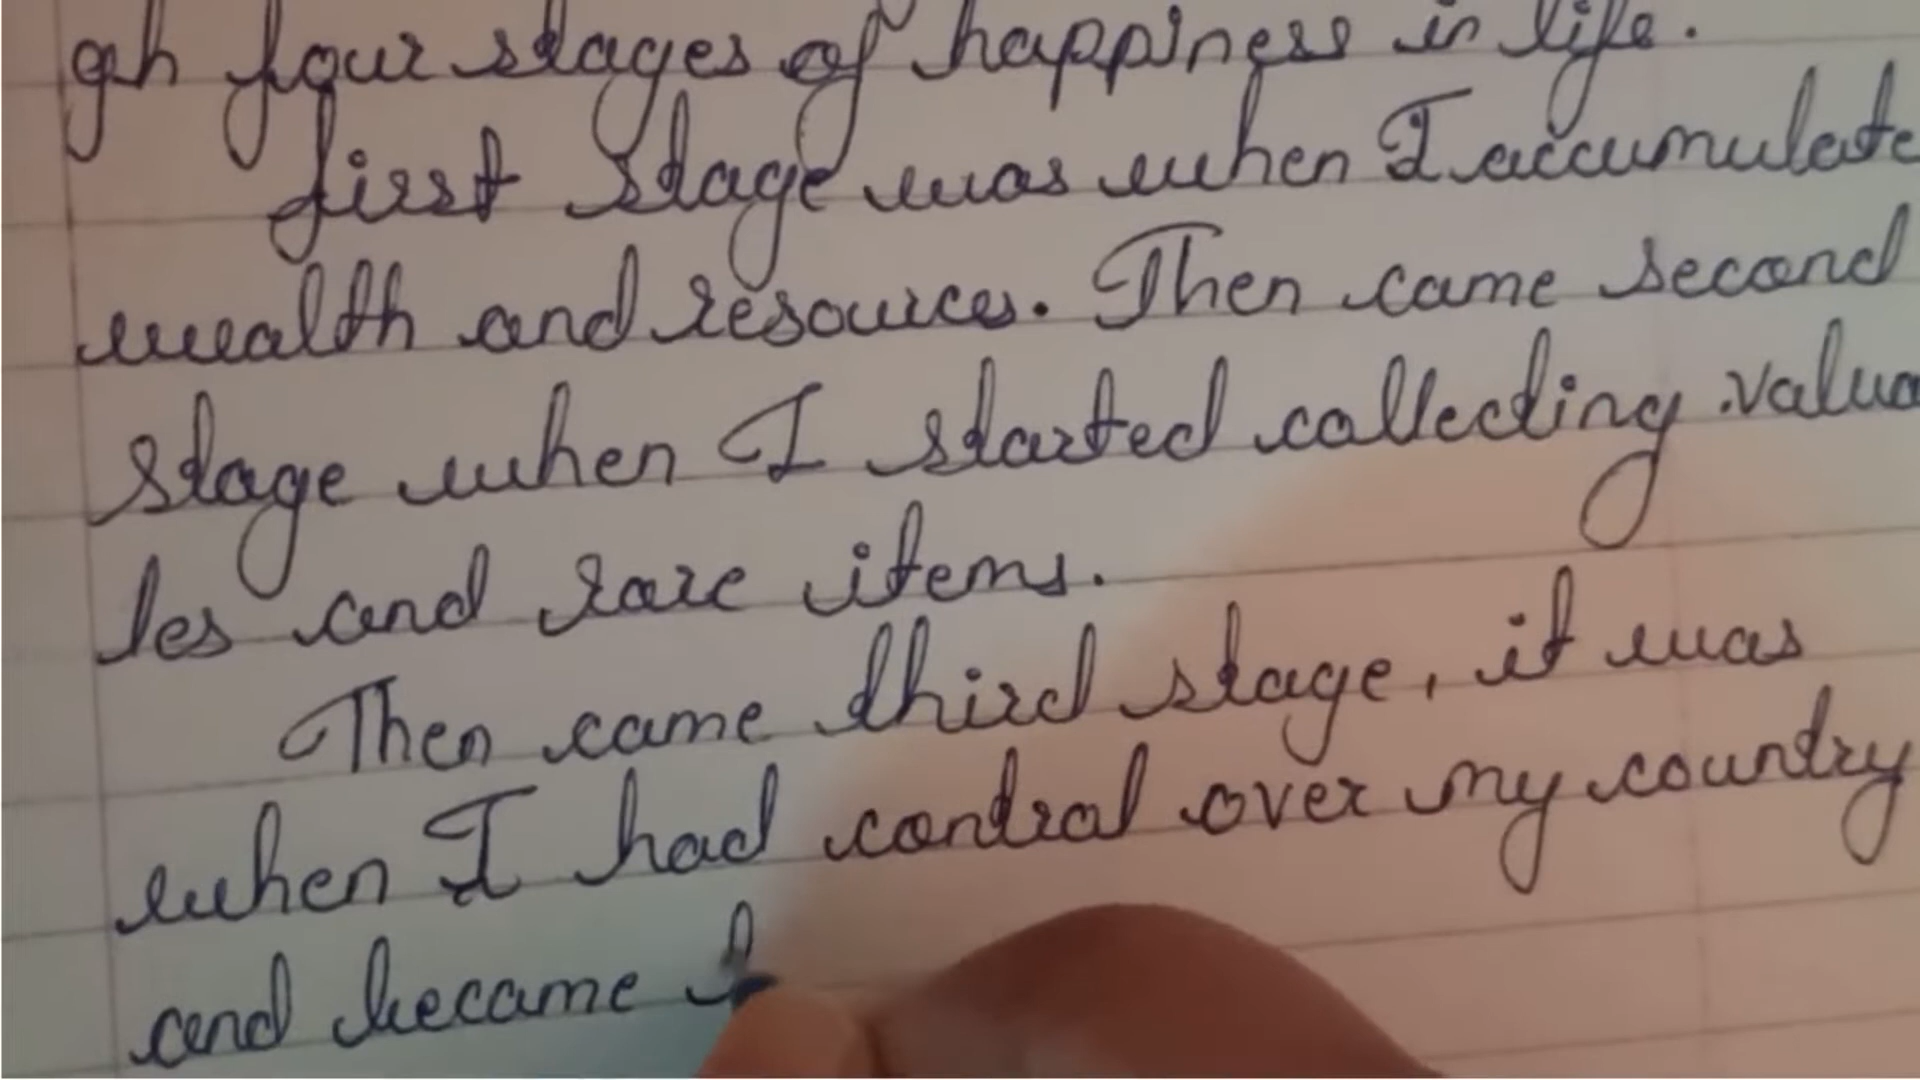 gh four stages of happiness in life.
first Stage was when I accumulate
wealth and resources. Then came second
Stage when I started collecting valua
les and rare items.
Then came third stage, it was
when I had control over my country
and became